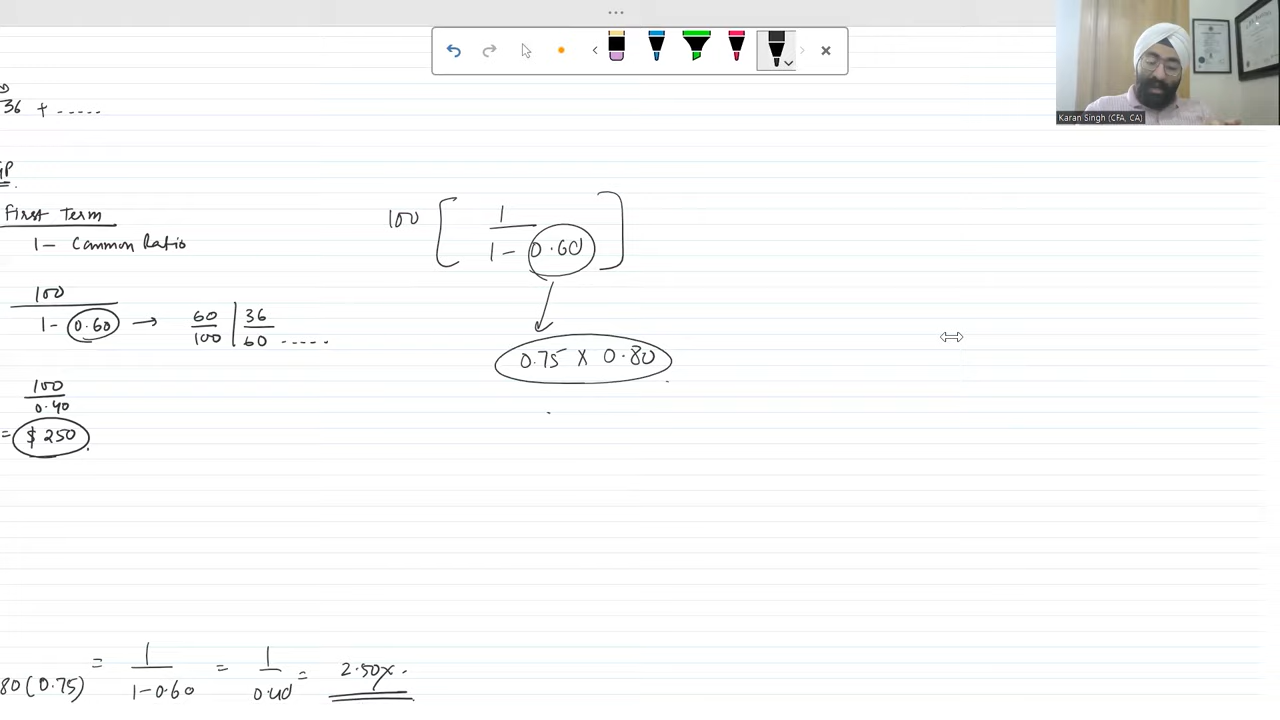 36 + .....
GP
First Term
1 - Common Ratio
100
1 - 0.60 → 60/100 | 36/60 .....
100
0.40
= $ 250
100 [ 1
1 - 0.60 ]
0.75 X 0.80
80 (0.75) = 1/1-0.60 = 1/0.40 = 2.50x.
Karan Singh (CFA, CA)